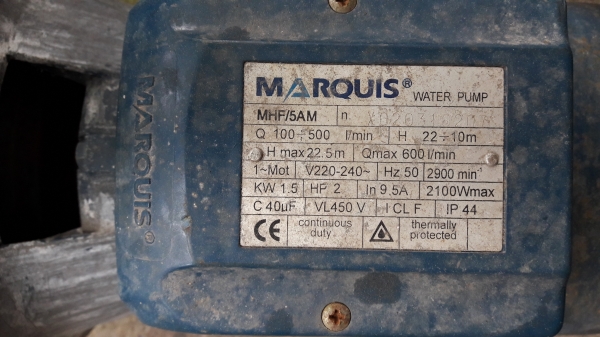 MARQUIS®
MARQUIS® WATER PUMP
MHF/5AM n.
Q 100÷500 l/min H 22÷10m
H max 22.5m Qmax 600 l/min
1~Mot V220-240~ Hz 50 2900 min⁻¹
KW 1.5 HP 2 In 9.5A 2100Wmax
C 40uF VL450 V I CL F IP 44
CE continuous duty thermally protected